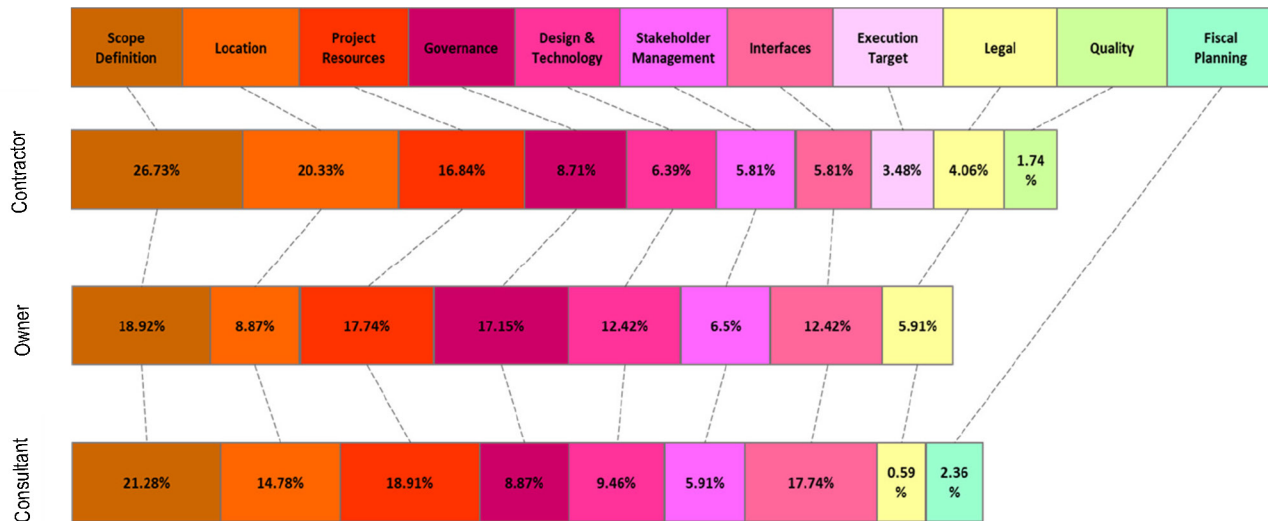 Scope
Definition
Location
Project
Resources
Governance
Design &
Technology
Stakeholder
Management
Interfaces
Execution
Target
Legal
Quality
Fiscal
Planning
Contractor
26.73%
20.33%
16.84%
8.71%
6.39%
5.81%
5.81%
3.48%
4.06%
1.74
%
Owner
18.92%
8.87%
17.74%
17.15%
12.42%
6.5%
12.42%
5.91%
Consultant
21.28%
14.78%
18.91%
8.87%
9.46%
5.91%
17.74%
0.59
%
2.36
%